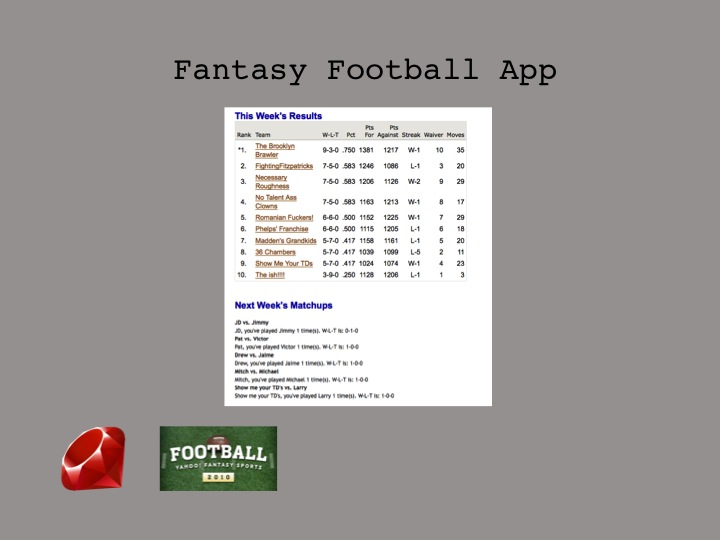 Fantasy Football App
This Week's Results
Pts Pts
Rank Team W-L-T Pct For Against Streak Waiver Moves
*1. The Brooklyn Brawler 9-3-0 .750 1381 1217 W-1 10 35
2. FightingFitzpatricks 7-5-0 .583 1246 1086 L-1 3 20
3. Necessary Roughness 7-5-0 .583 1206 1126 W-2 9 29
4. No Talent Ass Clowns 7-5-0 .583 1163 1213 W-1 8 17
5. Romanian Fuckers! 6-6-0 .500 1152 1225 W-1 7 29
6. Phelps' Franchise 6-6-0 .500 1115 1205 L-1 6 18
7. Madden's Grandkids 5-7-0 .417 1158 1161 L-1 5 20
8. 36 Chambers 5-7-0 .417 1039 1099 L-5 2 11
9. Show Me Your TDs 5-7-0 .417 1024 1074 W-1 4 23
10. The ish!!!! 3-9-0 .250 1128 1206 L-1 1 3
Next Week's Matchups
JD vs. Jimmy
JD, you've played Jimmy 1 time(s). W-L-T is: 0-1-0
Pat vs. Victor
Pat, you've played Victor 1 time(s). W-L-T is: 1-0-0
Drew vs. Jaime
Drew, you've played Jaime 1 time(s). W-L-T is: 1-0-0
Mitch vs. Michael
Mitch, you've played Michael 1 time(s). W-L-T is: 1-0-0
Show me your TD's vs. Larry
Show me your TD's, you've played Larry 1 time(s). W-L-T is: 1-0-0
FOOTBALL
YAHOO! FANTASY SPORTS
2010